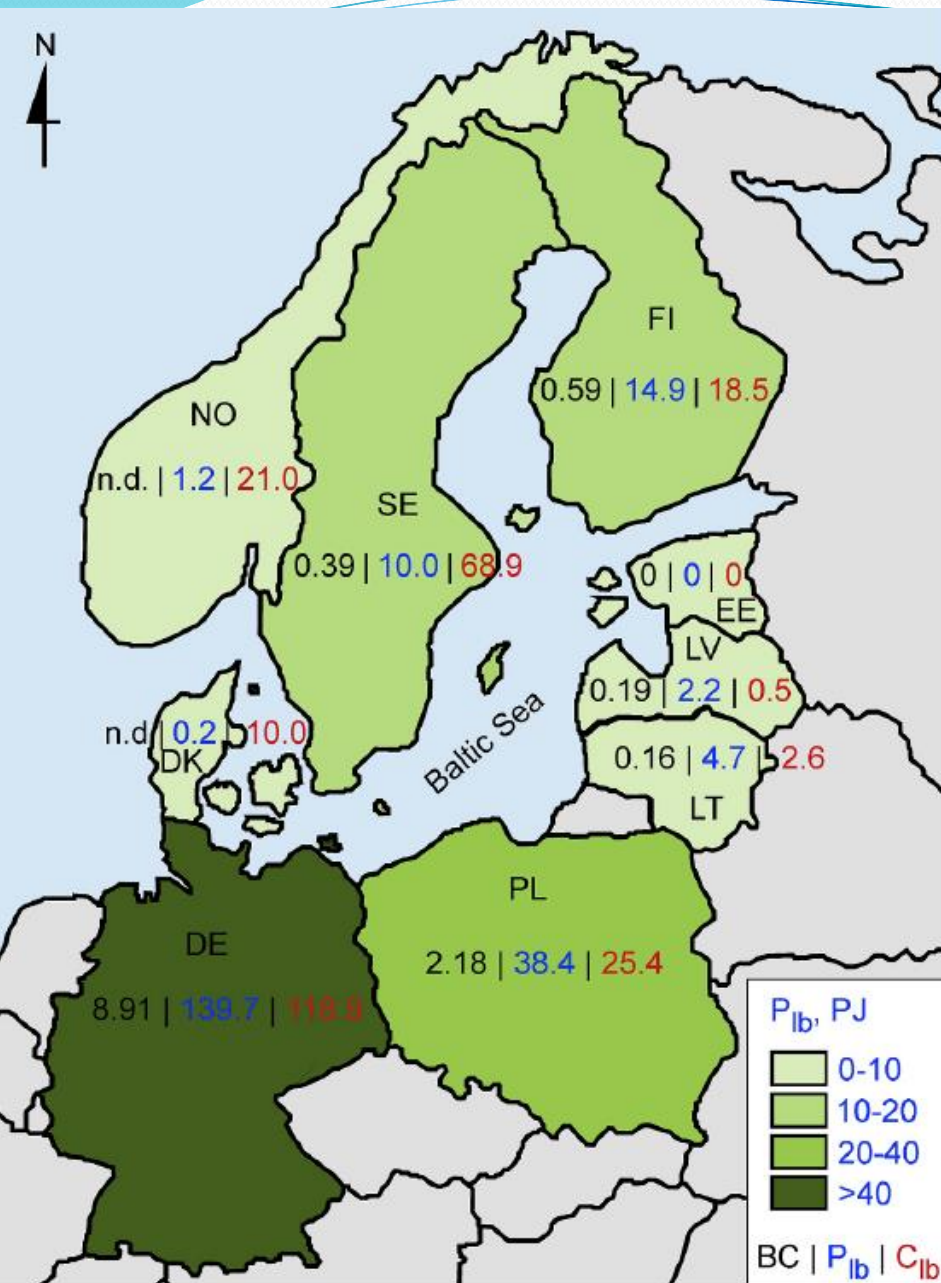 N
FI
0.59 | 14.9 | 18.5
NO
n.d. | 1.2 | 21.0
SE
0.39 | 10.0 | 68.9
0 | 0 | 0
EE
LV
0.19 | 2.2 | 0.5
n.d | 0.2 | 10.0
DK
0.16 | 4.7 | 2.6
LT
Baltic Sea
PL
2.18 | 38.4 | 25.4
DE
8.91 | 139.7 | 118.9
P_lb, PJ
0-10
10-20
20-40
>40
BC | P_lb | C_lb